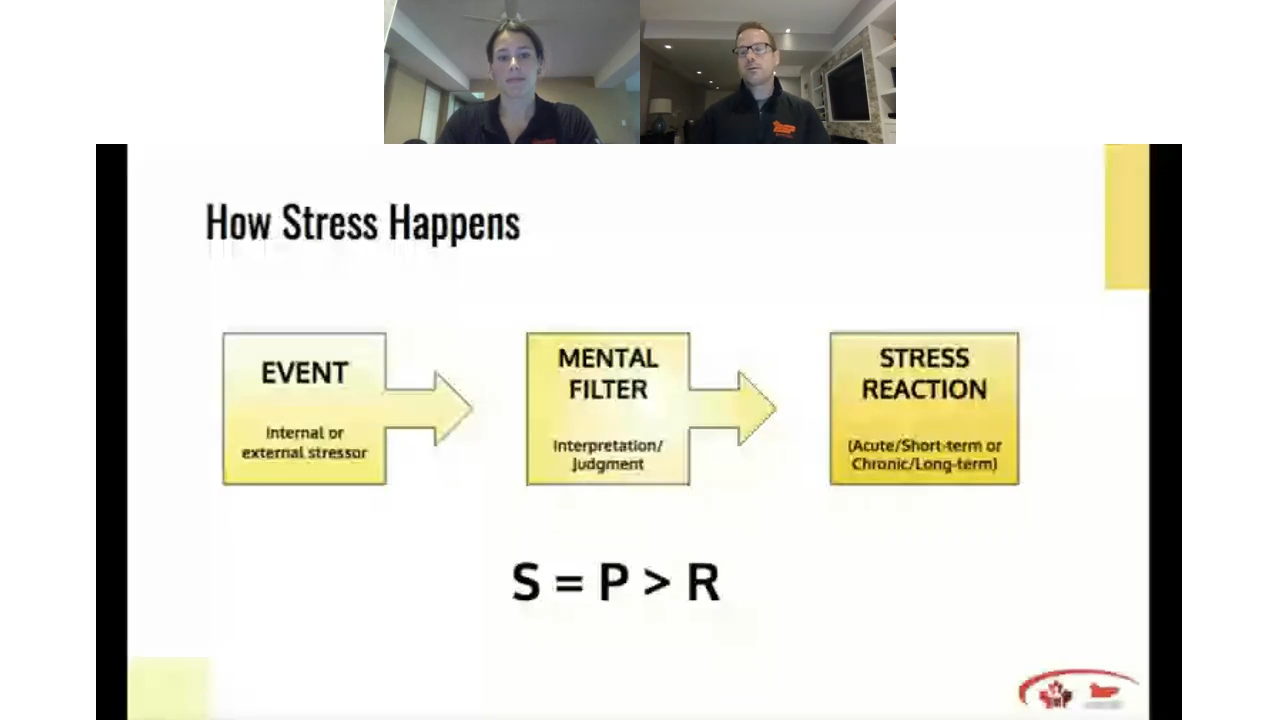 How Stress Happens
EVENT
Internal or
external stressor
MENTAL
FILTER
Interpretation/
Judgment
STRESS
REACTION
(Acute/Short-term or
Chronic/Long-term)
S = P > R